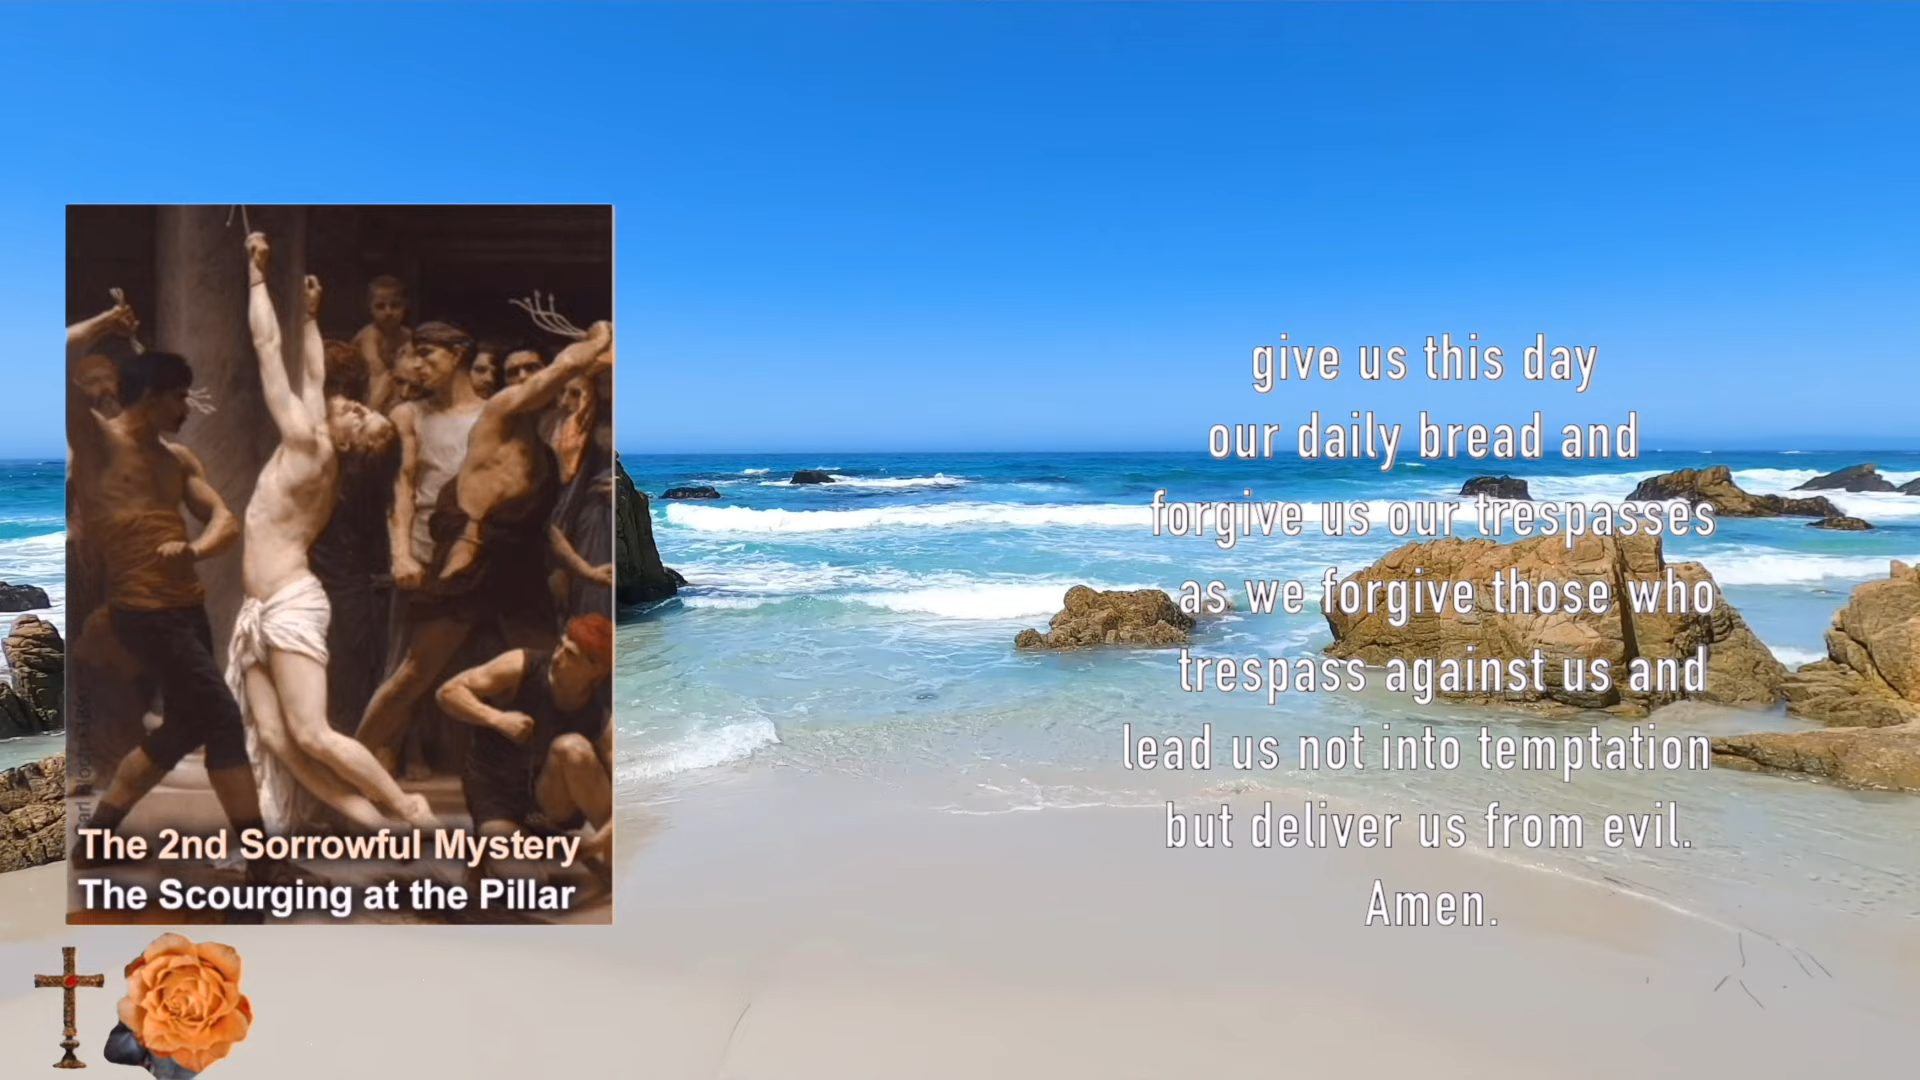 The 2nd Sorrowful Mystery
The Scourging at the Pillar
give us this day
our daily bread and
forgive us our trespasses
as we forgive those who
trespass against us and
lead us not into temptation
but deliver us from evil.
Amen.